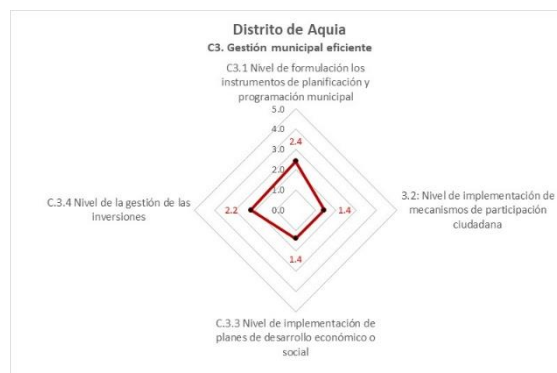 Distrito de Aquia
C3. Gestión municipal eficiente
C3.1 Nivel de formulación los
instrumentos de planificación y
programación municipal
5.0
4.0
3.0
2.0
1.0
0.0
2.4
1.4
1.4
2.2
3.2: Nivel de implementación de
mecanismos de participación
ciudadana
C.3.3 Nivel de implementación de
planes de desarrollo económico o
social
C.3.4 Nivel de la gestión de las
inversiones